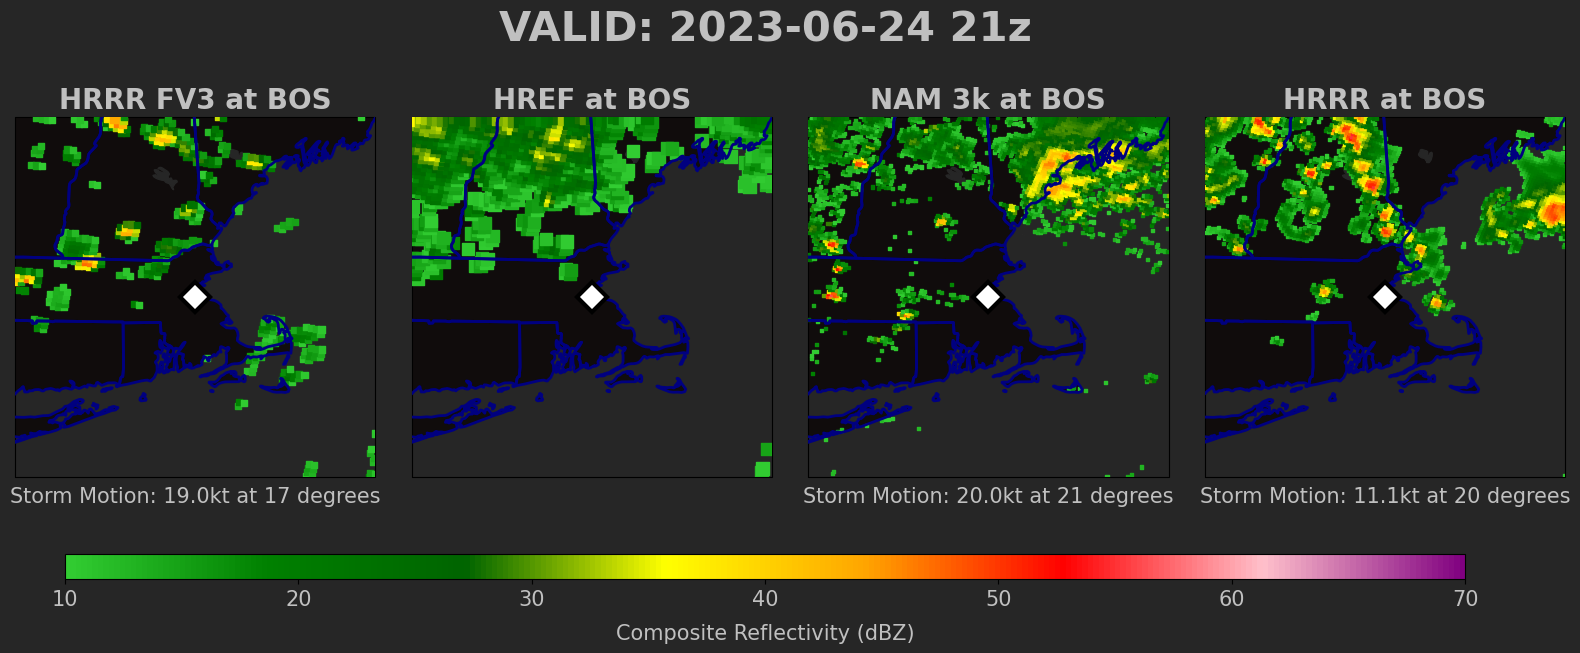 VALID: 2023-06-24 21z
HRRR FV3 at BOS
HREF at BOS
NAM 3k at BOS
HRRR at BOS
Storm Motion: 19.0kt at 17 degrees
Storm Motion: 20.0kt at 21 degrees
Storm Motion: 11.1kt at 20 degrees
10 20 30 40 50 60 70
Composite Reflectivity (dBZ)